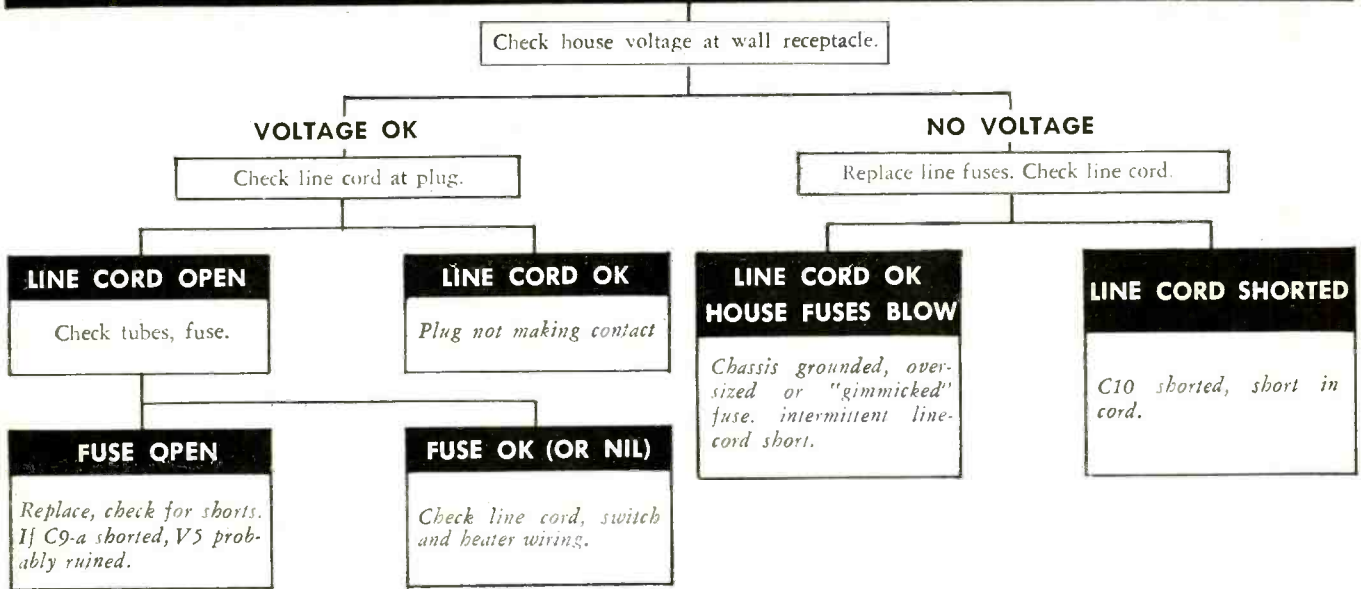 Check house voltage at wall receptacle.
VOLTAGE OK
Check line cord at plug.
NO VOLTAGE
Replace line fuses. Check line cord.
LINE CORD OPEN
Check tubes, fuse.
LINE CORD OK
Plug not making contact
LINE CORD OK
HOUSE FUSES BLOW
Chassis grounded, over-
sized or "gimmicked"
fuse. intermittent line-
cord short.
LINE CORD SHORTED
C10 shorted, short in
cord.
FUSE OPEN
Replace, check for shorts.
If C9-a shorted, V5 prob-
ably ruined.
FUSE OK (OR NIL)
Check line cord, switch
and heater wiring.